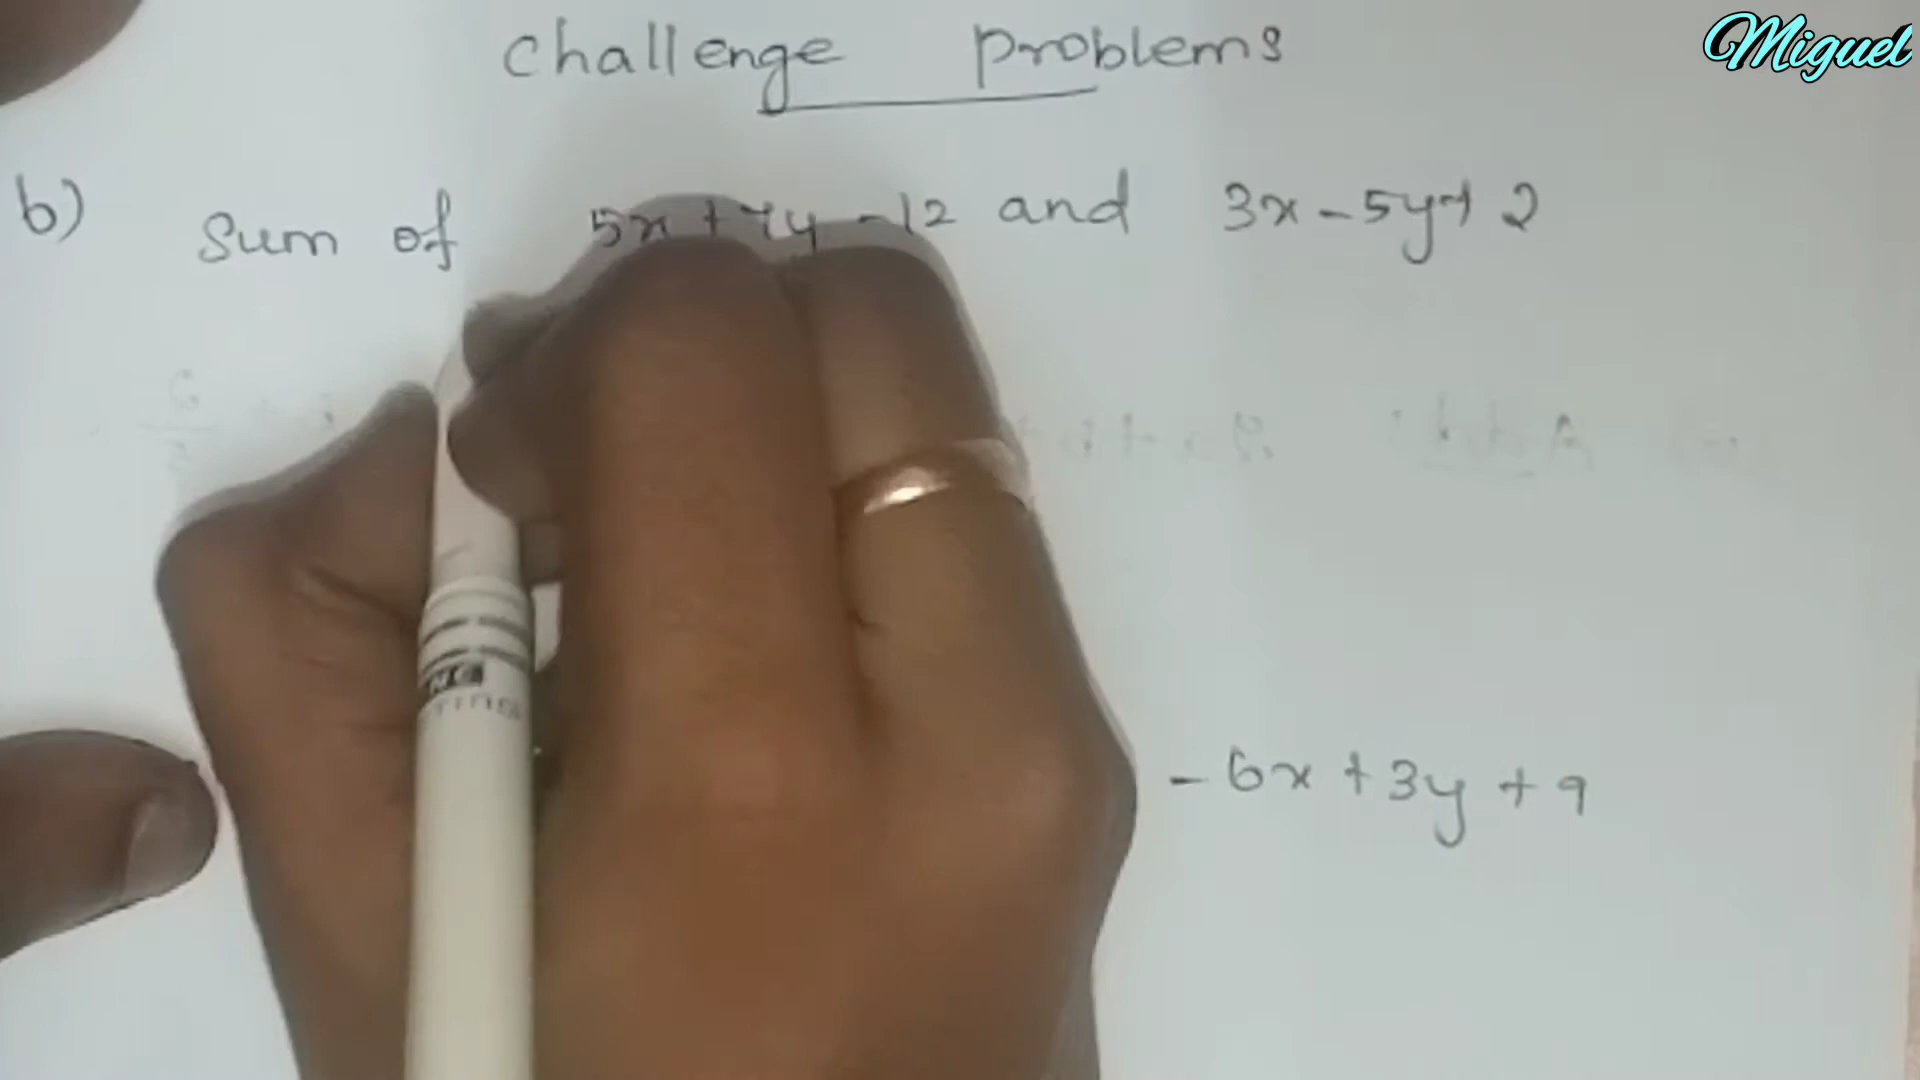 Miguel
challenge problems
b) Sum of 5x + 7y - 12 and 3x - 5y + 2
- 6x + 3y + 9